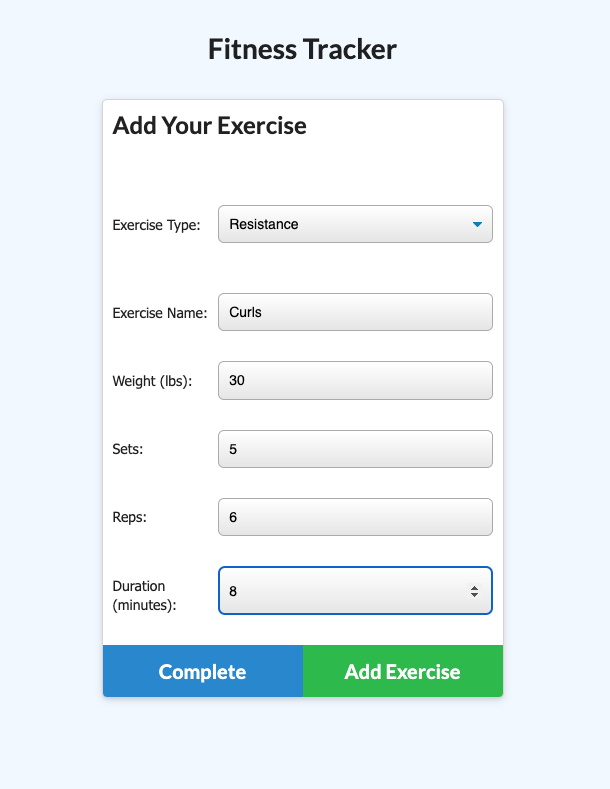 Fitness Tracker
Add Your Exercise
Exercise Type: Resistance
Exercise Name: Curls
Weight (lbs): 30
Sets: 5
Reps: 6
Duration
(minutes): 8
Complete Add Exercise